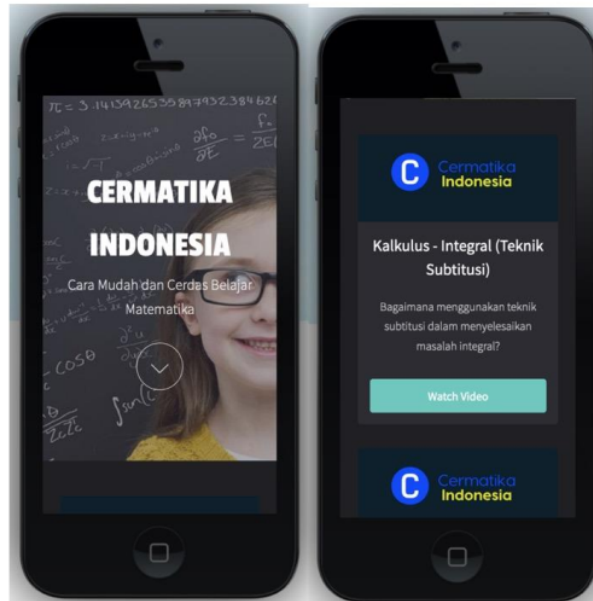 π = 3.14159265358979323846
CERMATIKA
INDONESIA
Cara Mudah dan Cerdas Belajar
Matematika
COSθ
C Cermatika
Indonesia
Kalkulus - Integral (Teknik
Subtitusi)
Bagaimana menggunakan teknik
subtitusi dalam menyelesaikan
masalah integral?
Watch Video
C Cermatika
Indonesia